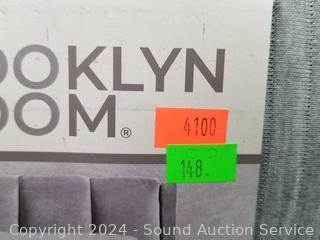 OOKLYN
OOM®
4100
148.
Copyright 2024 - Sound Auction Service